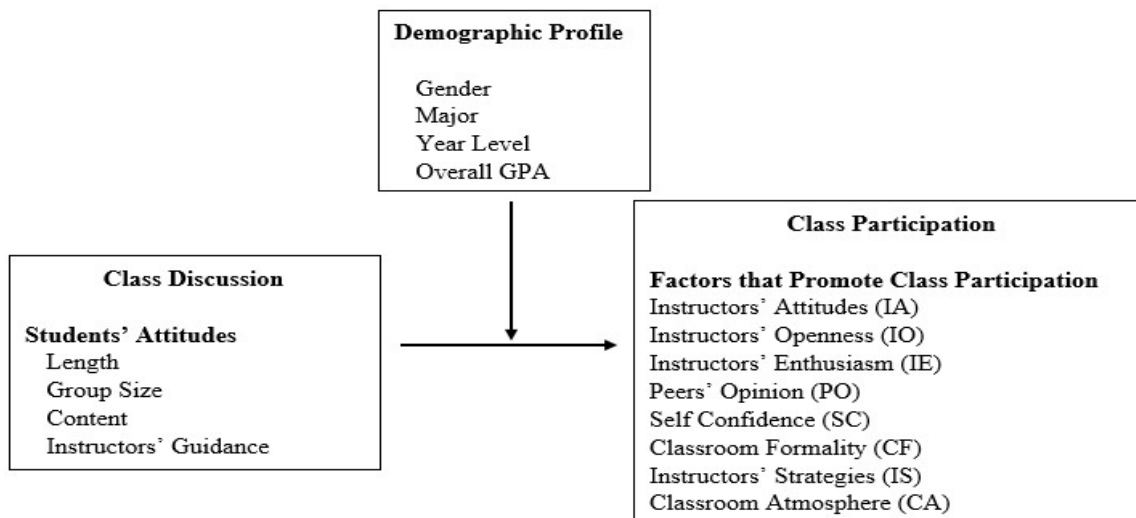 Demographic Profile
Gender
Major
Year Level
Overall GPA
Class Discussion
Students’ Attitudes
Length
Group Size
Content
Instructors’ Guidance
Class Participation
Factors that Promote Class Participation
Instructors’ Attitudes (IA)
Instructors’ Openness (IO)
Instructors’ Enthusiasm (IE)
Peers’ Opinion (PO)
Self Confidence (SC)
Classroom Formality (CF)
Instructors’ Strategies (IS)
Classroom Atmosphere (CA)